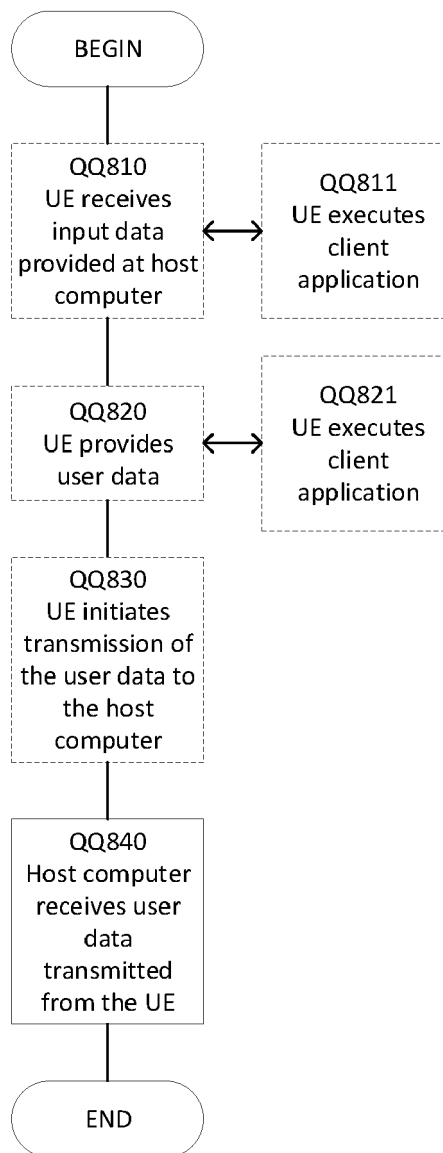 BEGIN
QQ810
UE receives
input data
provided at host
computer
QQ811
UE executes
client
application
QQ820
UE provides
user data
QQ821
UE executes
client
application
QQ830
UE initiates
transmission of
the user data to
the host
computer
QQ840
Host computer
receives user
data
transmitted
from the UE
END